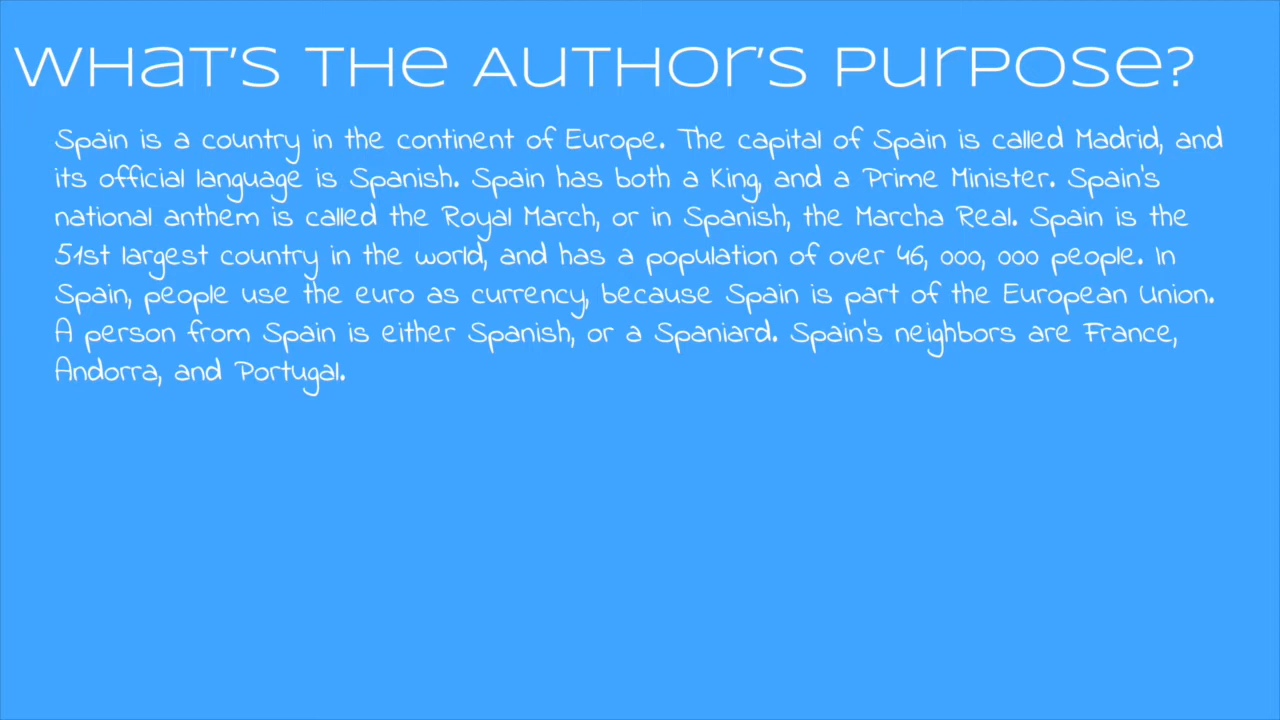 What's the Author's Purpose?
Spain is a country in the continent of Europe. The capital of Spain is called Madrid, and
its official language is Spanish. Spain has both a King, and a Prime Minister. Spain's
national anthem is called the Royal March, or in Spanish, the Marcha Real. Spain is the
51st largest country in the world, and has a population of over 46, 000, 000 people. In
Spain, people use the euro as currency, because Spain is part of the European Union.
A person from Spain is either Spanish, or a Spaniard. Spain's neighbors are France,
Andorra, and Portugal.